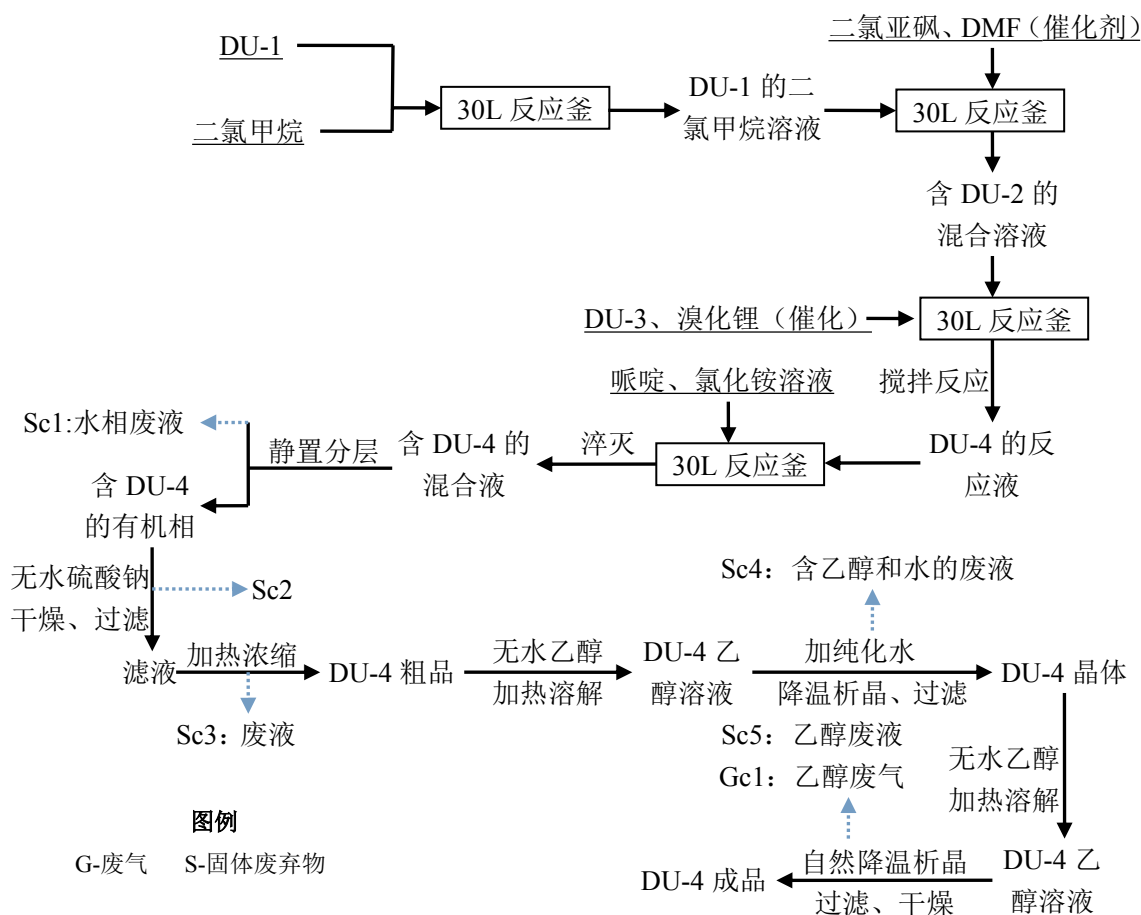 DU-1
二氯甲烷
30L 反应釜
DU-1 的二
氯甲烷溶液
二氯亚砜、DMF（催化剂）
30L 反应釜
含 DU-2 的
混合溶液
DU-3、溴化锂（催化）
30L 反应釜
搅拌反应
DU-4 的反
应液
哌啶、氯化铵溶液
30L 反应釜
淬灭
含 DU-4 的
混合液
静置分层
Sc1:水相废液
含 DU-4
的有机相
无水硫酸钠
干燥、过滤
Sc2
滤液
加热浓缩
Sc3：废液
DU-4 粗品
无水乙醇
加热溶解
DU-4 乙
醇溶液
Sc4：含乙醇和水的废液
加纯化水
降温析晶、过滤
DU-4 晶体
无水乙醇
加热溶解
DU-4 乙
醇溶液
Sc5：乙醇废液
Gc1：乙醇废气
自然降温析晶
过滤、干燥
DU-4 成品
图例
G-废气 S-固体废弃物